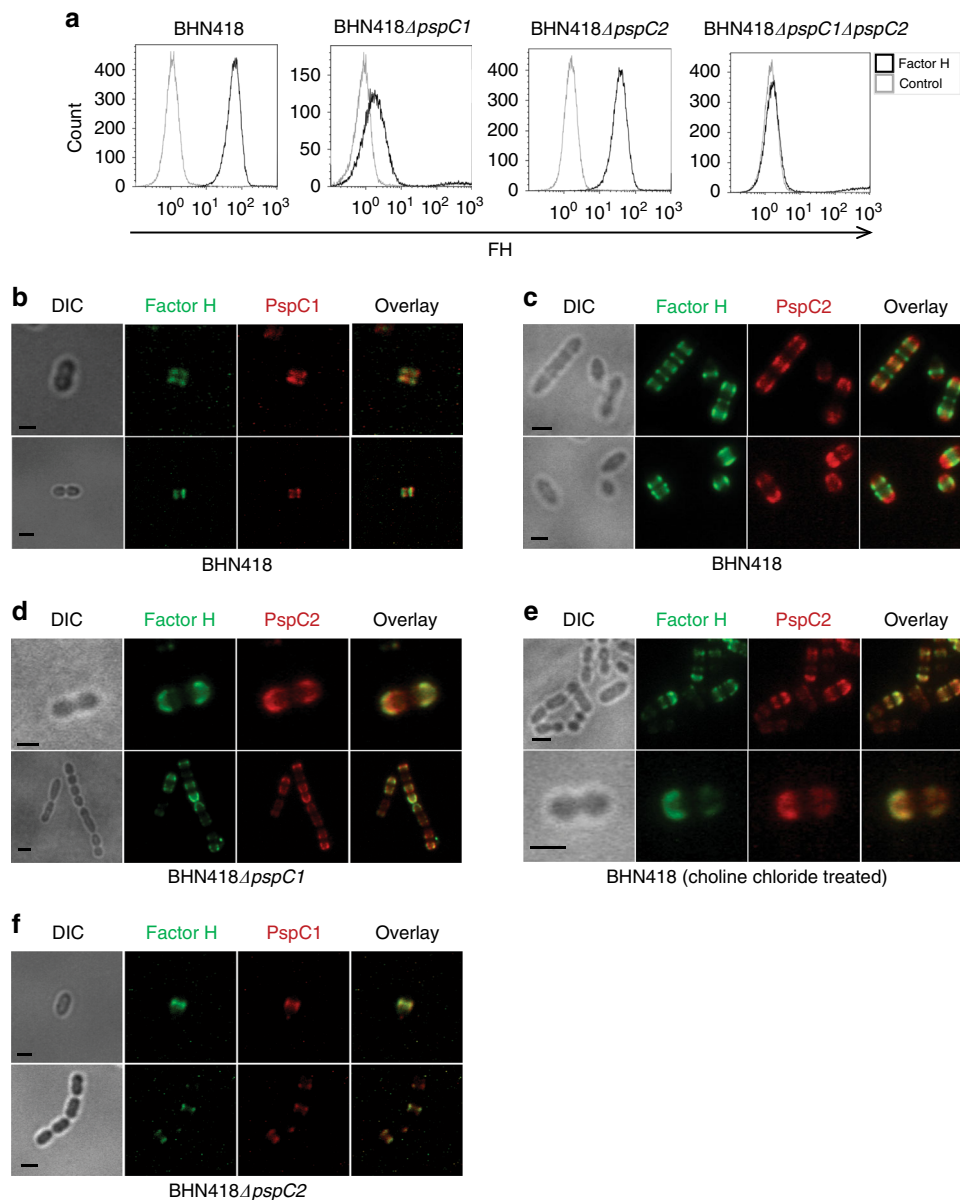 a
BHN418 BHN418ΔpspC1 BHN418ΔpspC2 BHN418ΔpspC1ΔpspC2
Factor H
Control
Count
400
300
200
100
0
10⁰ 10¹ 10² 10³
150
100
50
0
10⁰ 10¹ 10² 10³
400
300
200
100
0
10⁰ 10¹ 10² 10³
400
300
200
100
0
10⁰ 10¹ 10² 10³
FH
b
DIC Factor H PspC1 Overlay
BHN418
c
DIC Factor H PspC2 Overlay
BHN418
d
DIC Factor H PspC2 Overlay
BHN418ΔpspC1
e
DIC Factor H PspC2 Overlay
BHN418 (choline chloride treated)
f
DIC Factor H PspC1 Overlay
BHN418ΔpspC2